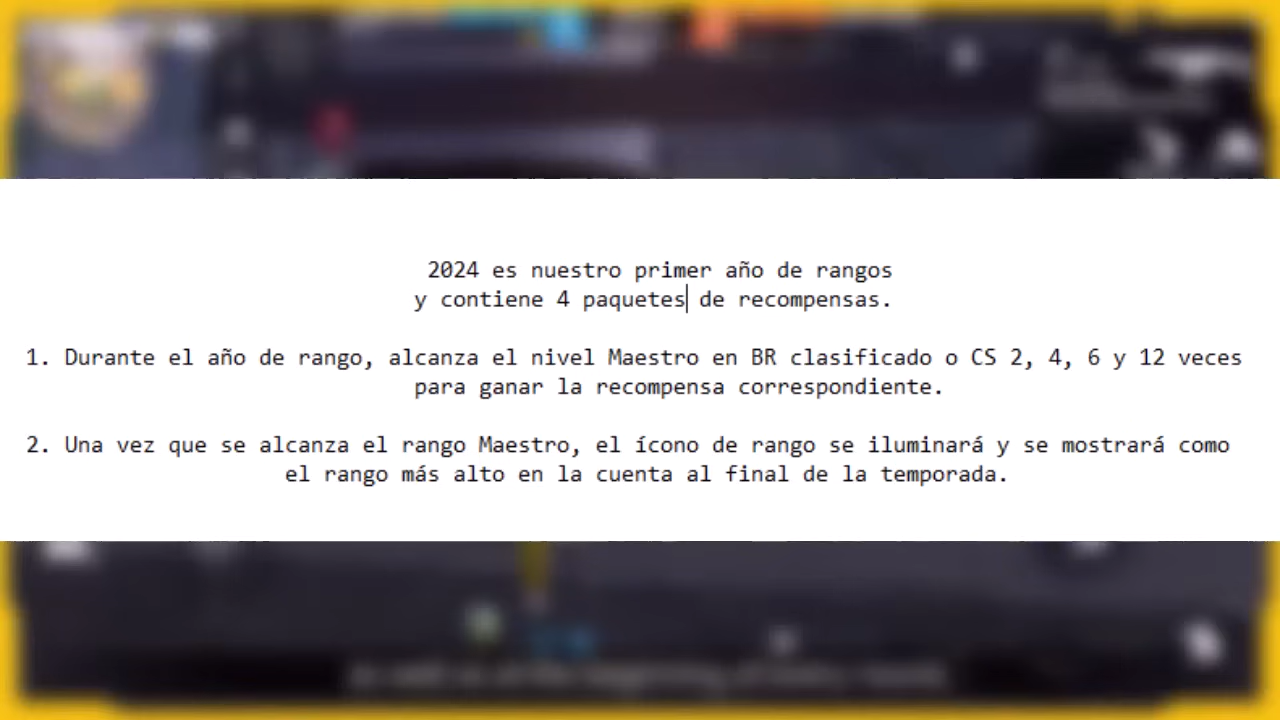 2024 es nuestro primer año de rangos
y contiene 4 paquetes de recompensas.
1. Durante el año de rango, alcanza el nivel Maestro en BR clasificado o CS 2, 4, 6 y 12 veces
para ganar la recompensa correspondiente.
2. Una vez que se alcanza el rango Maestro, el ícono de rango se iluminará y se mostrará como
el rango más alto en la cuenta al final de la temporada.